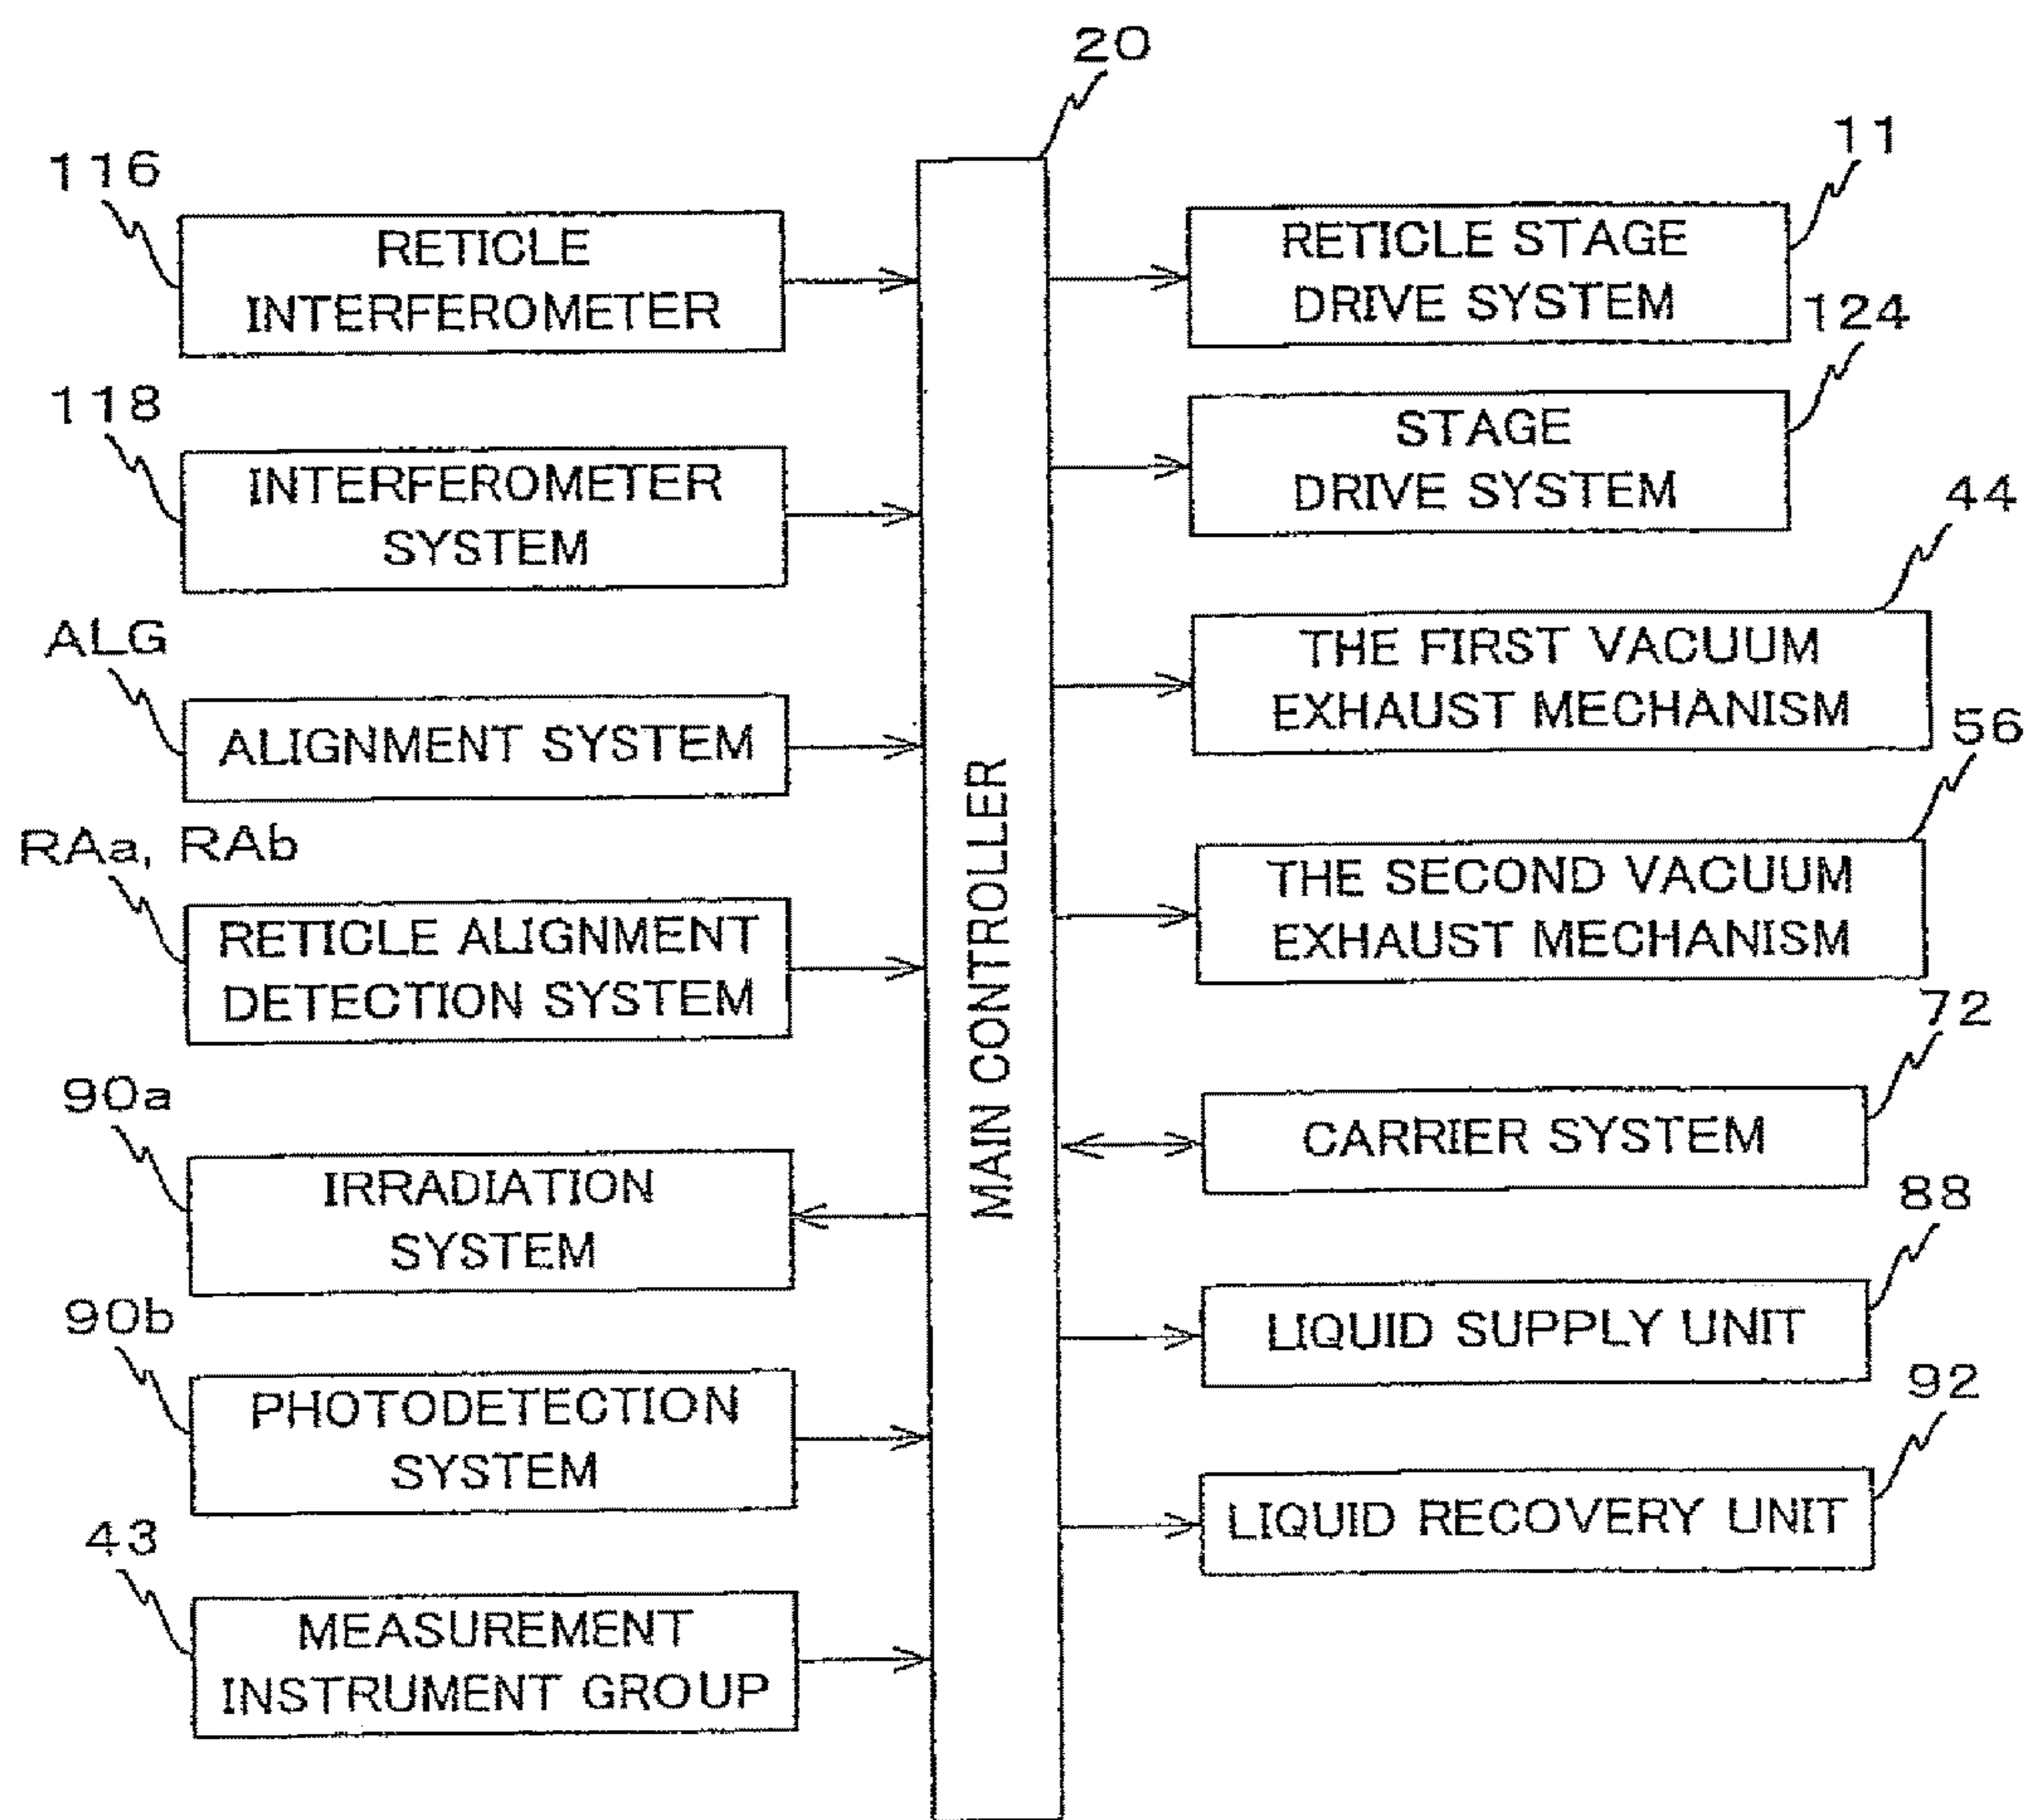 20
116
RETICLE
INTERFEROMETER
118
INTERFEROMETER
SYSTEM
ALG
ALIGNMENT SYSTEM
RAa, RAb
RETICLE ALIGNMENT
DETECTION SYSTEM
90a
IRRADIATION
SYSTEM
90b
PHOTODETECTION
SYSTEM
43
MEASUREMENT
INSTRUMENT GROUP
MAIN CONTROLLER
11
RETICLE STAGE
DRIVE SYSTEM
124
STAGE
DRIVE SYSTEM
44
THE FIRST VACUUM
EXHAUST MECHANISM
56
THE SECOND VACUUM
EXHAUST MECHANISM
72
CARRIER SYSTEM
88
LIQUID SUPPLY UNIT
92
LIQUID RECOVERY UNIT